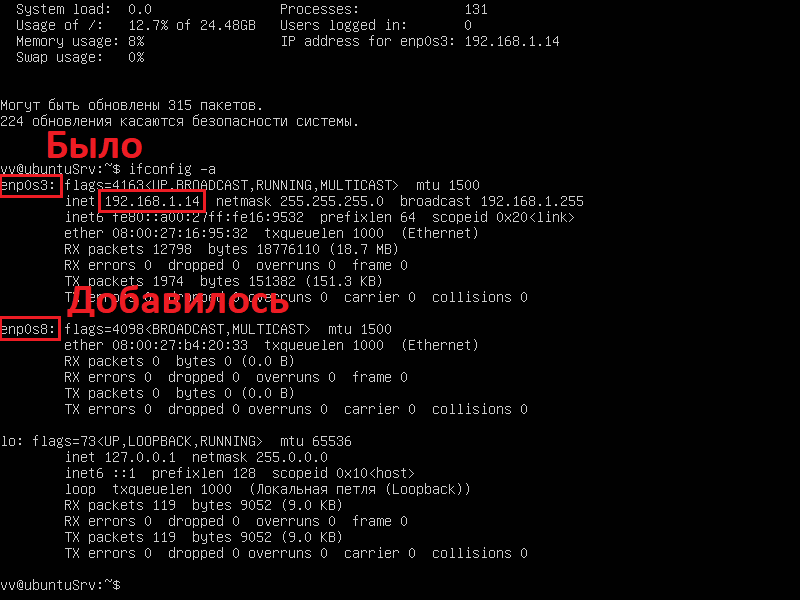 System load:  0.0                Processes:             131
Usage of /:   12.7% of 24.48GB   Users logged in:       0
Memory usage: 8%                 IP address for enp0s3: 192.168.1.14
Swap usage:   0%
Могут быть обновлены 315 пакетов.
224 обновления касаются безопасности системы.
Было
vv@ubuntuSrv:~$ ifconfig -a
enp0s3: flags=4163<UP,BROADCAST,RUNNING,MULTICAST>  mtu 1500
inet 192.168.1.14  netmask 255.255.255.0  broadcast 192.168.1.255
inet6 fe80::a00:27ff:fe16:9532  prefixlen 64  scopeid 0x20<link>
ether 08:00:27:16:95:32  txqueuelen 1000  (Ethernet)
RX packets 12798  bytes 18776110 (18.7 MB)
RX errors 0  dropped 0  overruns 0  frame 0
TX packets 1974  bytes 151382 (151.3 KB)
TX errors 0  dropped 0 overruns 0  carrier 0  collisions 0
Добавилось
enp0s8: flags=4098<BROADCAST,MULTICAST>  mtu 1500
ether 08:00:27:b4:20:33  txqueuelen 1000  (Ethernet)
RX packets 0  bytes 0 (0.0 B)
RX errors 0  dropped 0  overruns 0  frame 0
TX packets 0  bytes 0 (0.0 B)
TX errors 0  dropped 0 overruns 0  carrier 0  collisions 0
lo: flags=73<UP,LOOPBACK,RUNNING>  mtu 65536
inet 127.0.0.1  netmask 255.0.0.0
inet6 ::1  prefixlen 128  scopeid 0x10<host>
loop  txqueuelen 1000  (Локальная петля (Loopback))
RX packets 119  bytes 9052 (9.0 KB)
RX errors 0  dropped 0  overruns 0  frame 0
TX packets 119  bytes 9052 (9.0 KB)
TX errors 0  dropped 0 overruns 0  carrier 0  collisions 0
vv@ubuntuSrv:~$